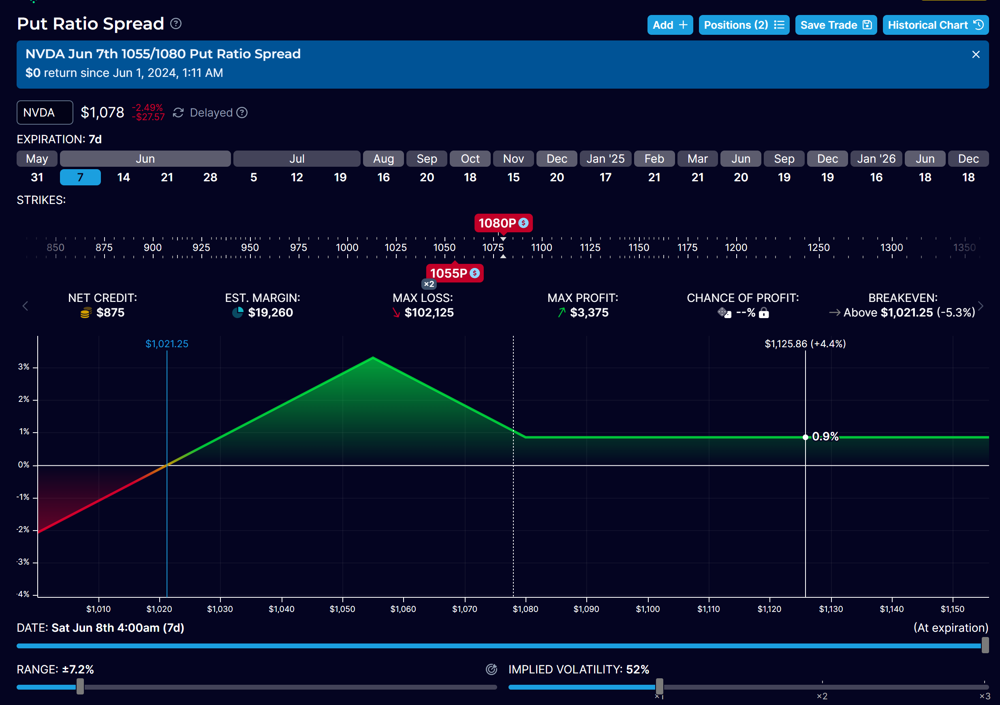 Put Ratio Spread ?
Add + Positions (2) Save Trade Historical Chart
NVDA Jun 7th 1055/1080 Put Ratio Spread
$0 return since Jun 1, 2024, 1:11 AM
NVDA $1,078 -2.49% -$27.57 Delayed ?
EXPIRATION: 7d
May Jun Jul Aug Sep Oct Nov Dec Jan '25 Feb Mar Jun Sep Dec Jan '26 Jun Dec
31 7 14 21 28 5 12 19 16 20 18 15 20 17 21 21 20 19 19 16 18 18
STRIKES:
1080P $
850 875 900 925 950 975 1000 1025 1050 1075 1100 1125 1150 1175 1200 1250 1300 1350
1055P $
×2
NET CREDIT: EST. MARGIN: MAX LOSS: MAX PROFIT: CHANCE OF PROFIT: BREAKEVEN:
$875 $19,260 $102,125 $3,375 --% Above $1,021.25 (-5.3%)
$1,021.25 $1,125.86 (+4.4%)
3%
2%
1%
0.9%
0%
-1%
-2%
-3%
-4%
$1,010 $1,020 $1,030 $1,040 $1,050 $1,060 $1,070 $1,080 $1,090 $1,100 $1,110 $1,120 $1,130 $1,140 $1,150
DATE: Sat Jun 8th 4:00am (7d) (At expiration)
RANGE: ±7.2% IMPLIED VOLATILITY: 52%
×1 ×2 ×3